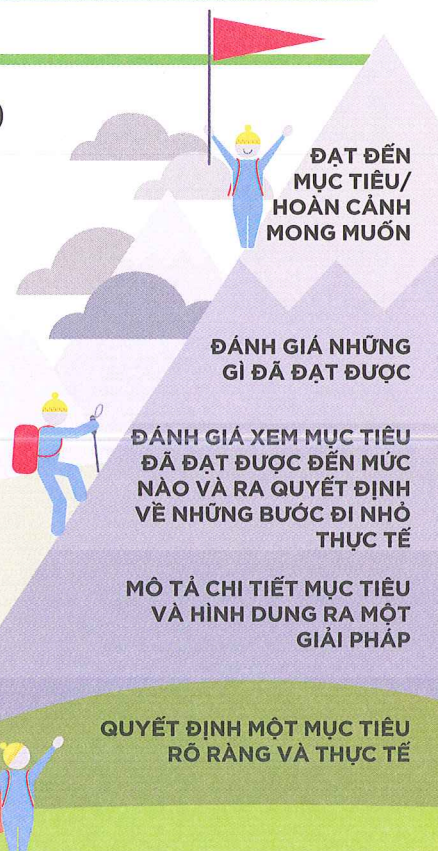 ĐẠT ĐẾN
MỤC TIÊU/
HOÀN CẢNH
MONG MUỐN
ĐÁNH GIÁ NHỮNG
GÌ ĐÃ ĐẠT ĐƯỢC
ĐÁNH GIÁ XEM MỤC TIÊU
ĐÃ ĐẠT ĐƯỢC ĐẾN MỨC
NÀO VÀ RA QUYẾT ĐỊNH
VỀ NHỮNG BƯỚC ĐI NHỎ
THỰC TẾ
MÔ TẢ CHI TIẾT MỤC TIÊU
VÀ HÌNH DUNG RA MỘT
GIẢI PHÁP
QUYẾT ĐỊNH MỘT MỤC TIÊU
RÕ RÀNG VÀ THỰC TẾ